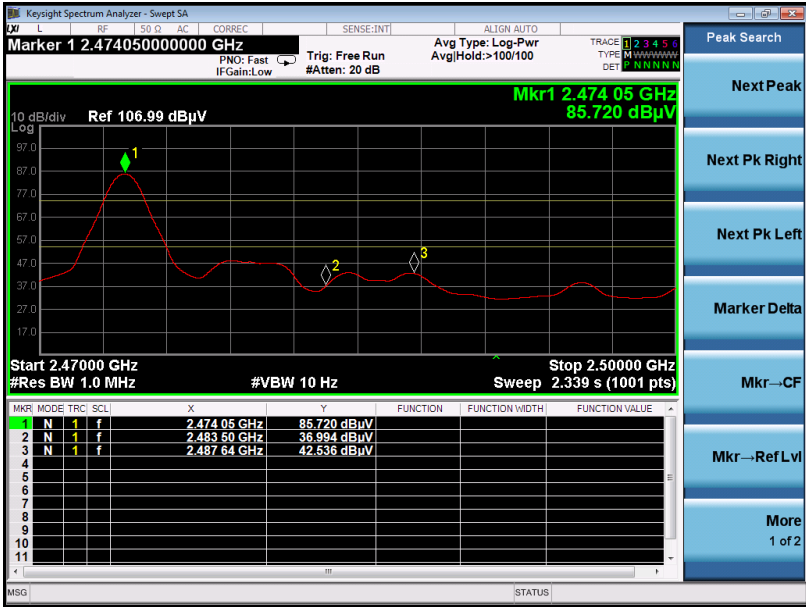 Keysight Spectrum Analyzer - Swept SA
LXI L RF 50 Ω AC CORREC SENSE:INT ALIGN AUTO
Marker 1 2.474050000000 GHz
PNO: Fast
IFGain:Low
Trig: Free Run
#Atten: 20 dB
Avg Type: Log-Pwr
Avg|Hold:>100/100
TRACE 1 2 3 4 5 6
TYPE M WWWWW
DET P N N N N N
Mkr1 2.474 05 GHz
85.720 dBµV
10 dB/div Ref 106.99 dBµV
Log
97.0
87.0
77.0
67.0
57.0
47.0
37.0
27.0
17.0
1
2
3
Start 2.47000 GHz Stop 2.50000 GHz
#Res BW 1.0 MHz #VBW 10 Hz Sweep 2.339 s (1001 pts)
MKR MODE TRC SCL X Y FUNCTION FUNCTION WIDTH FUNCTION VALUE
1 N 1 f 2.474 05 GHz 85.720 dBµV
2 N 1 f 2.483 50 GHz 36.994 dBµV
3 N 1 f 2.487 64 GHz 42.536 dBµV
4
5
6
7
8
9
10
11
MSG STATUS
Peak Search
Next Peak
Next Pk Right
Next Pk Left
Marker Delta
Mkr→CF
Mkr→Ref Lvl
More
1 of 2